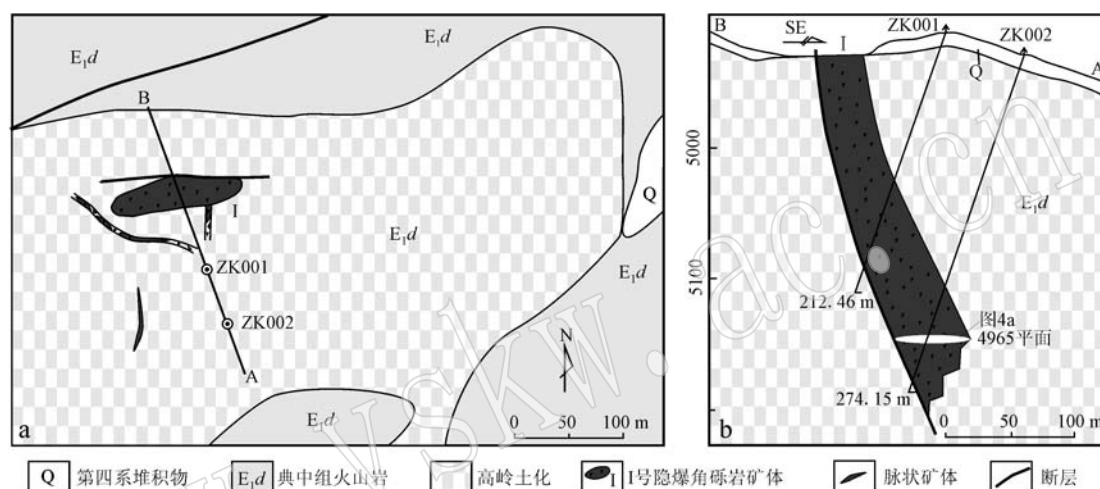 E₁d
B
E₁d
Q
I
E₁d
ZK001
E₁d
ZK002
N
A
E₁d
0 50 100 m
a
B
SE
I
ZK001
ZK002
Q
A
5000
E₁d
5100
212.46 m
图4a
4965平面
274.15 m
0 50 100 m
b
Q 第四系堆积物
E₁d 典中组火山岩
高岭土化
I I号隐爆角砾岩矿体
脉状矿体
断层